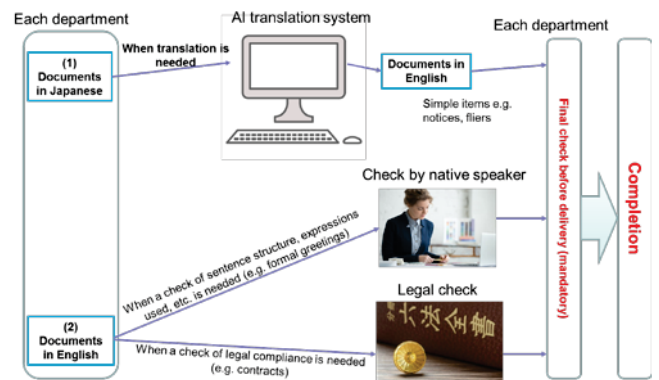 Each department
AI translation system
Each department
(1)
Documents
in Japanese
When translation is
needed
Documents in
English
Simple items e.g.
notices, fliers
Check by native speaker
When a check of sentence structure, expressions
used, etc. is needed (e.g. formal greetings)
Legal check
六法全書
(2)
Documents
in English
When a check of legal compliance is needed
(e.g. contracts)
Final check before delivery (mandatory)
Completion